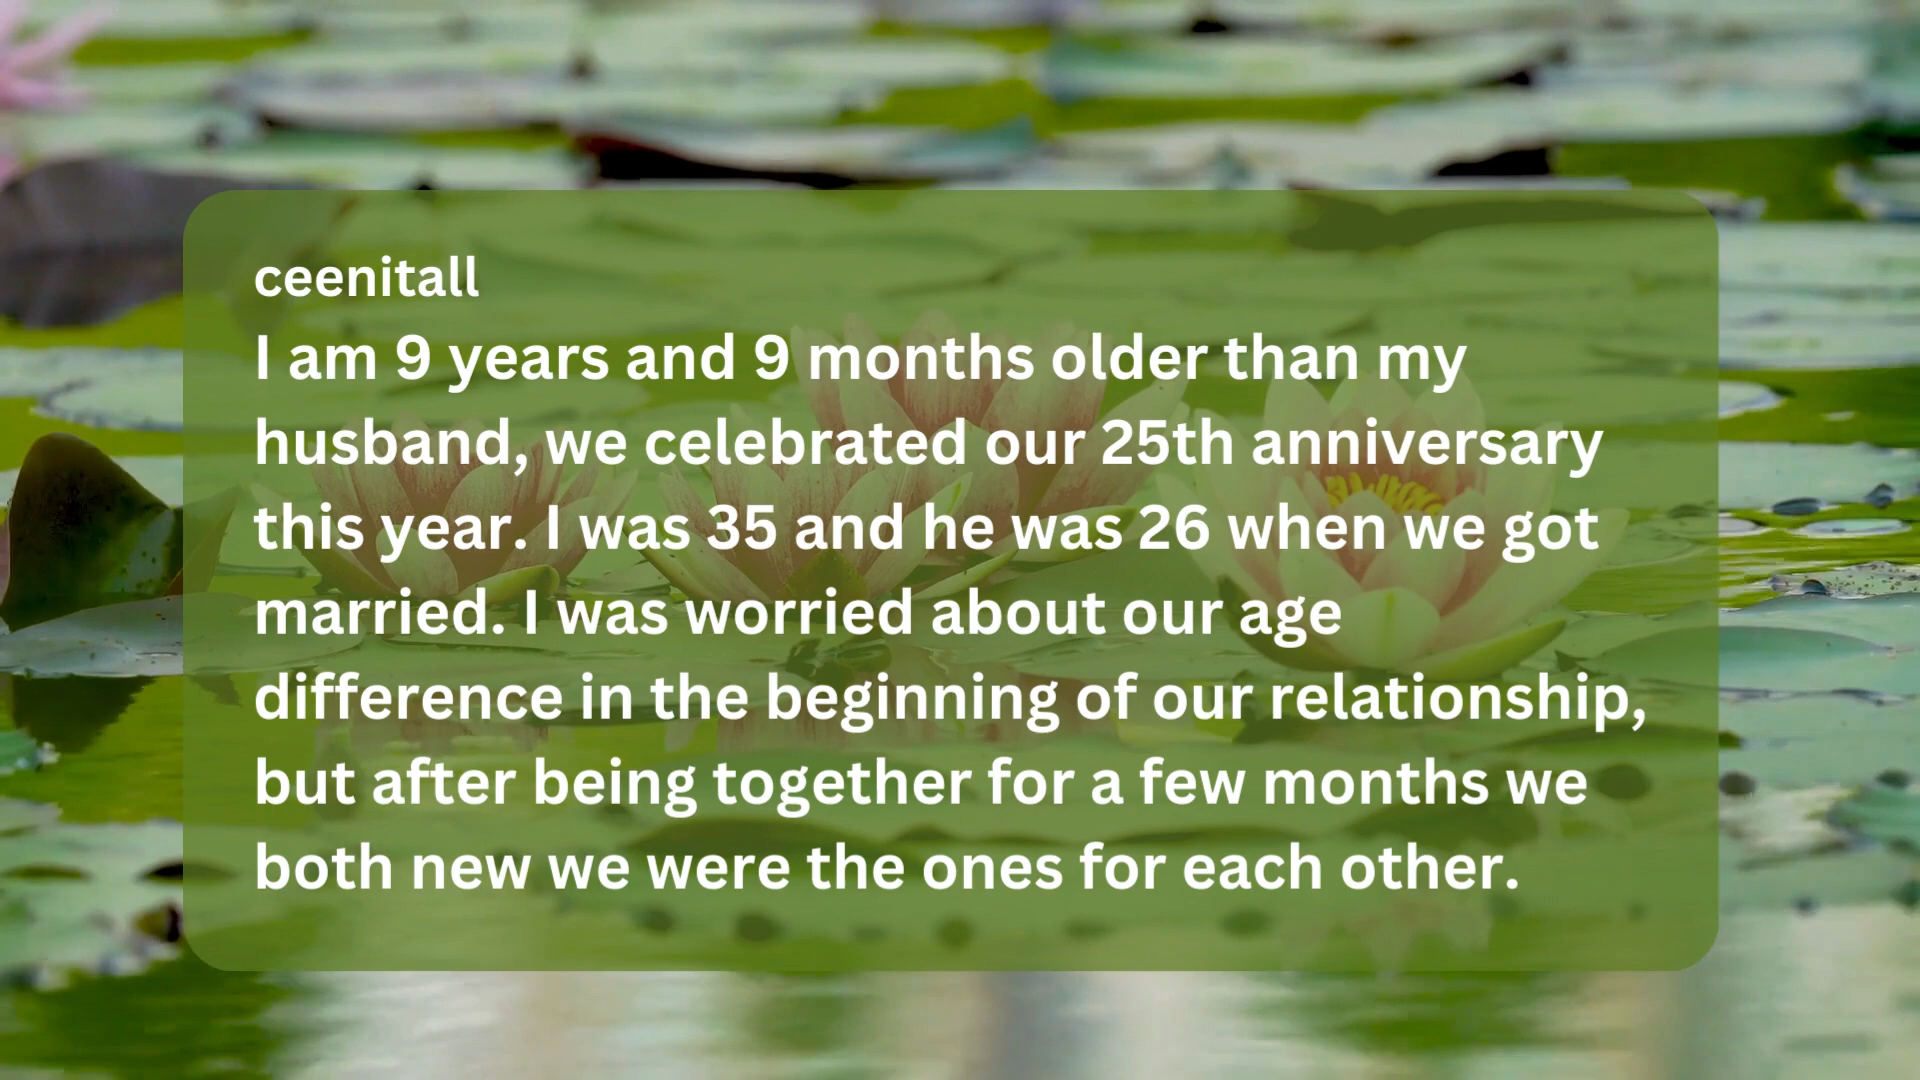 ceenitall
I am 9 years and 9 months older than my
husband, we celebrated our 25th anniversary
this year. I was 35 and he was 26 when we got
married. I was worried about our age
difference in the beginning of our relationship,
but after being together for a few months we
both new we were the ones for each other.